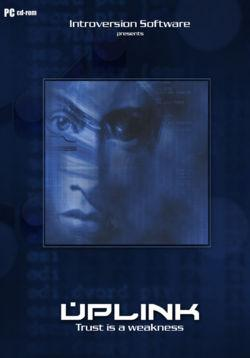 PC cd-rom
Introversion Software
presents
UPLINK
Trust is a weakness